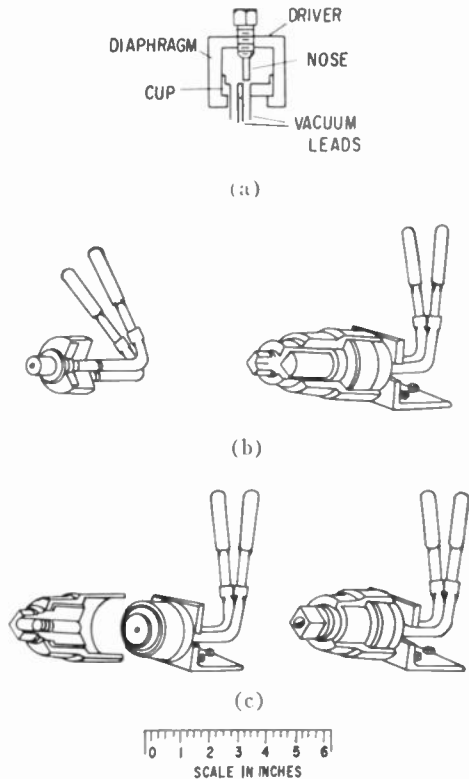 DRIVER
DIAPHRAGM
NOSE
CUP
VACUUM
LEADS
(a)
(b)
(c)
0 1 2 3 4 5 6
SCALE IN INCHES